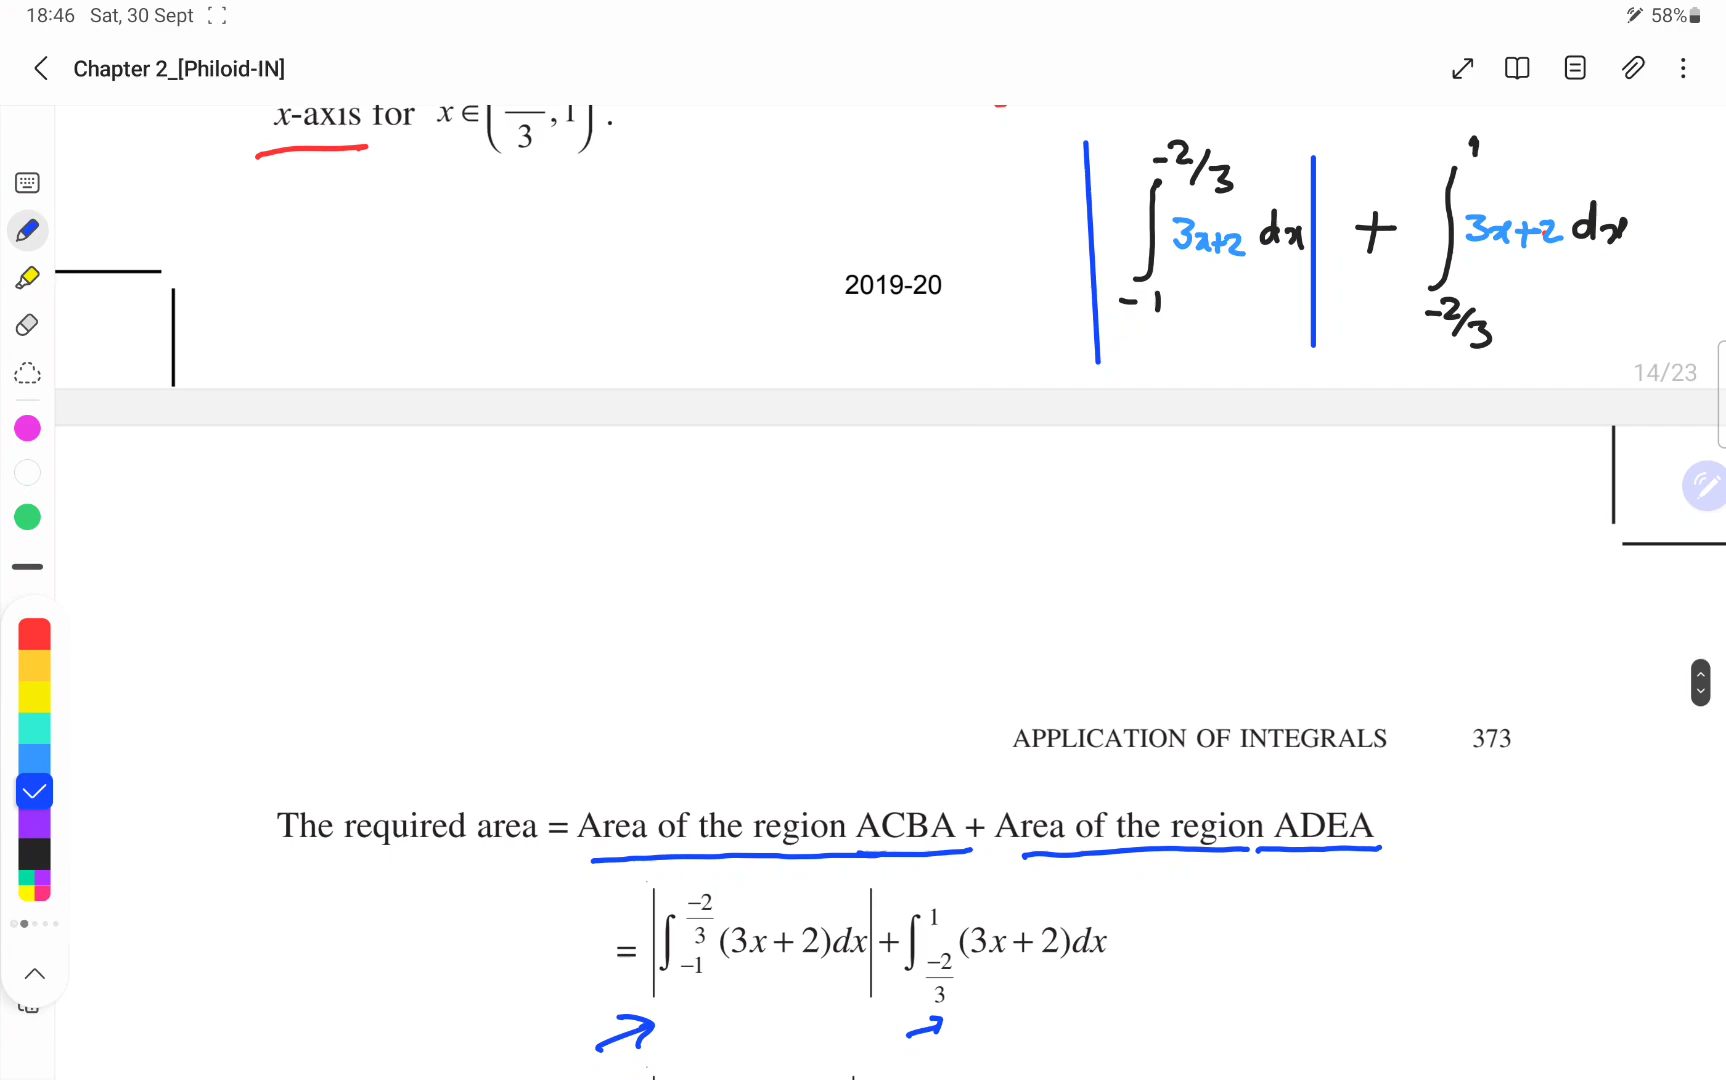 18:46 Sat, 30 Sept
58%
Chapter 2_[Philoid-IN]
x-axis for x ∈ ( 3 , 1 ) .
| ∫ -1 -2/3 3x+2 dx | + ∫ -2/3 1 3x+2 dx
2019-20
14/23
APPLICATION OF INTEGRALS 373
The required area = Area of the region ACBA + Area of the region ADEA
= | ∫ −1 −2/3 (3x + 2)dx | + ∫ −2/3 1 (3x + 2)dx